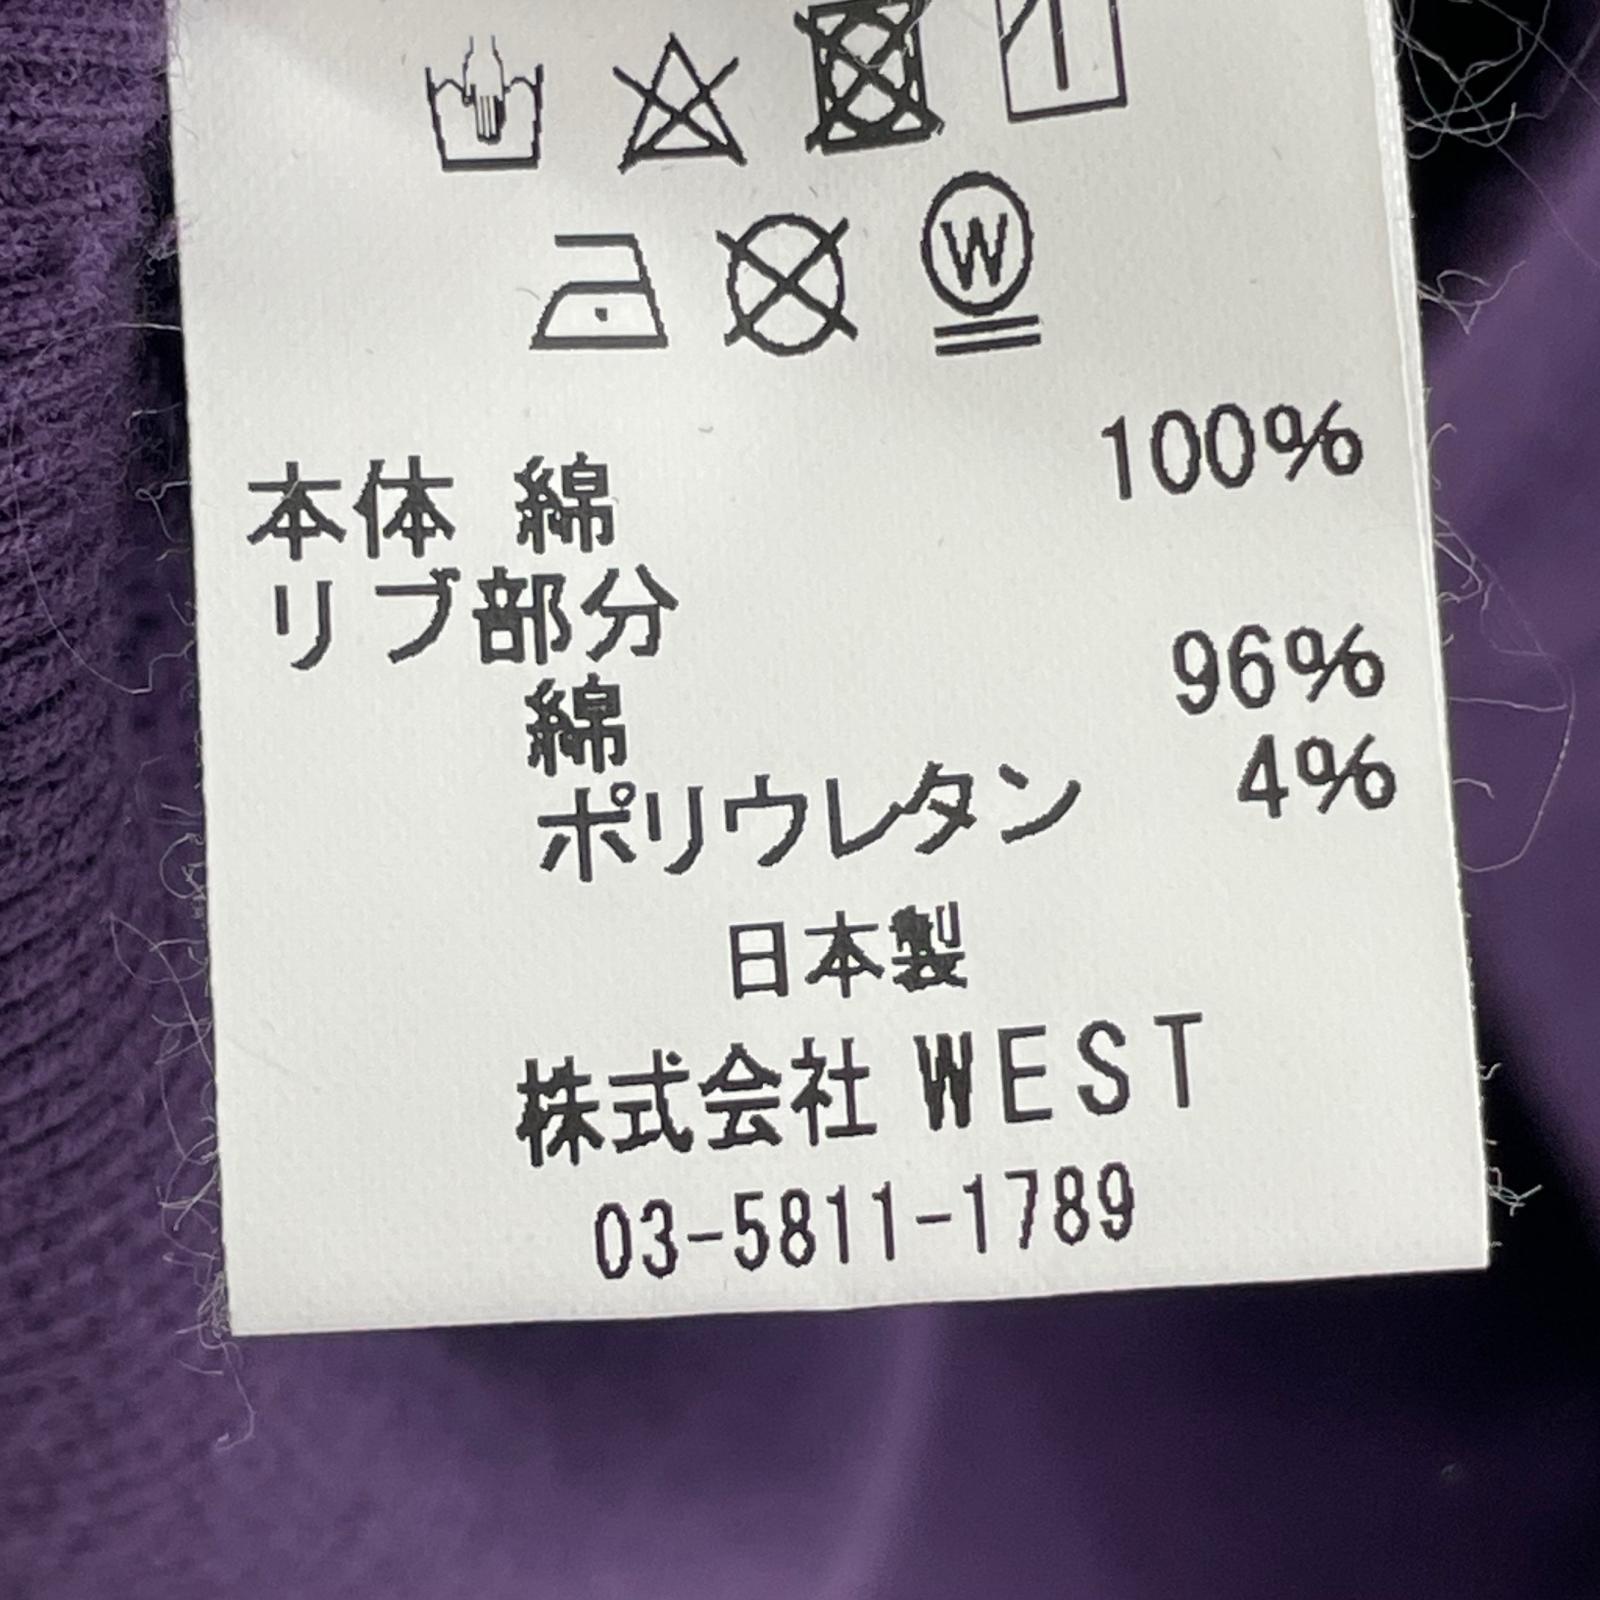 W
本体 綿 100%
リブ部分
綿 96%
ポリウレタン 4%
日本製
株式会社 WEST
03-5811-1789